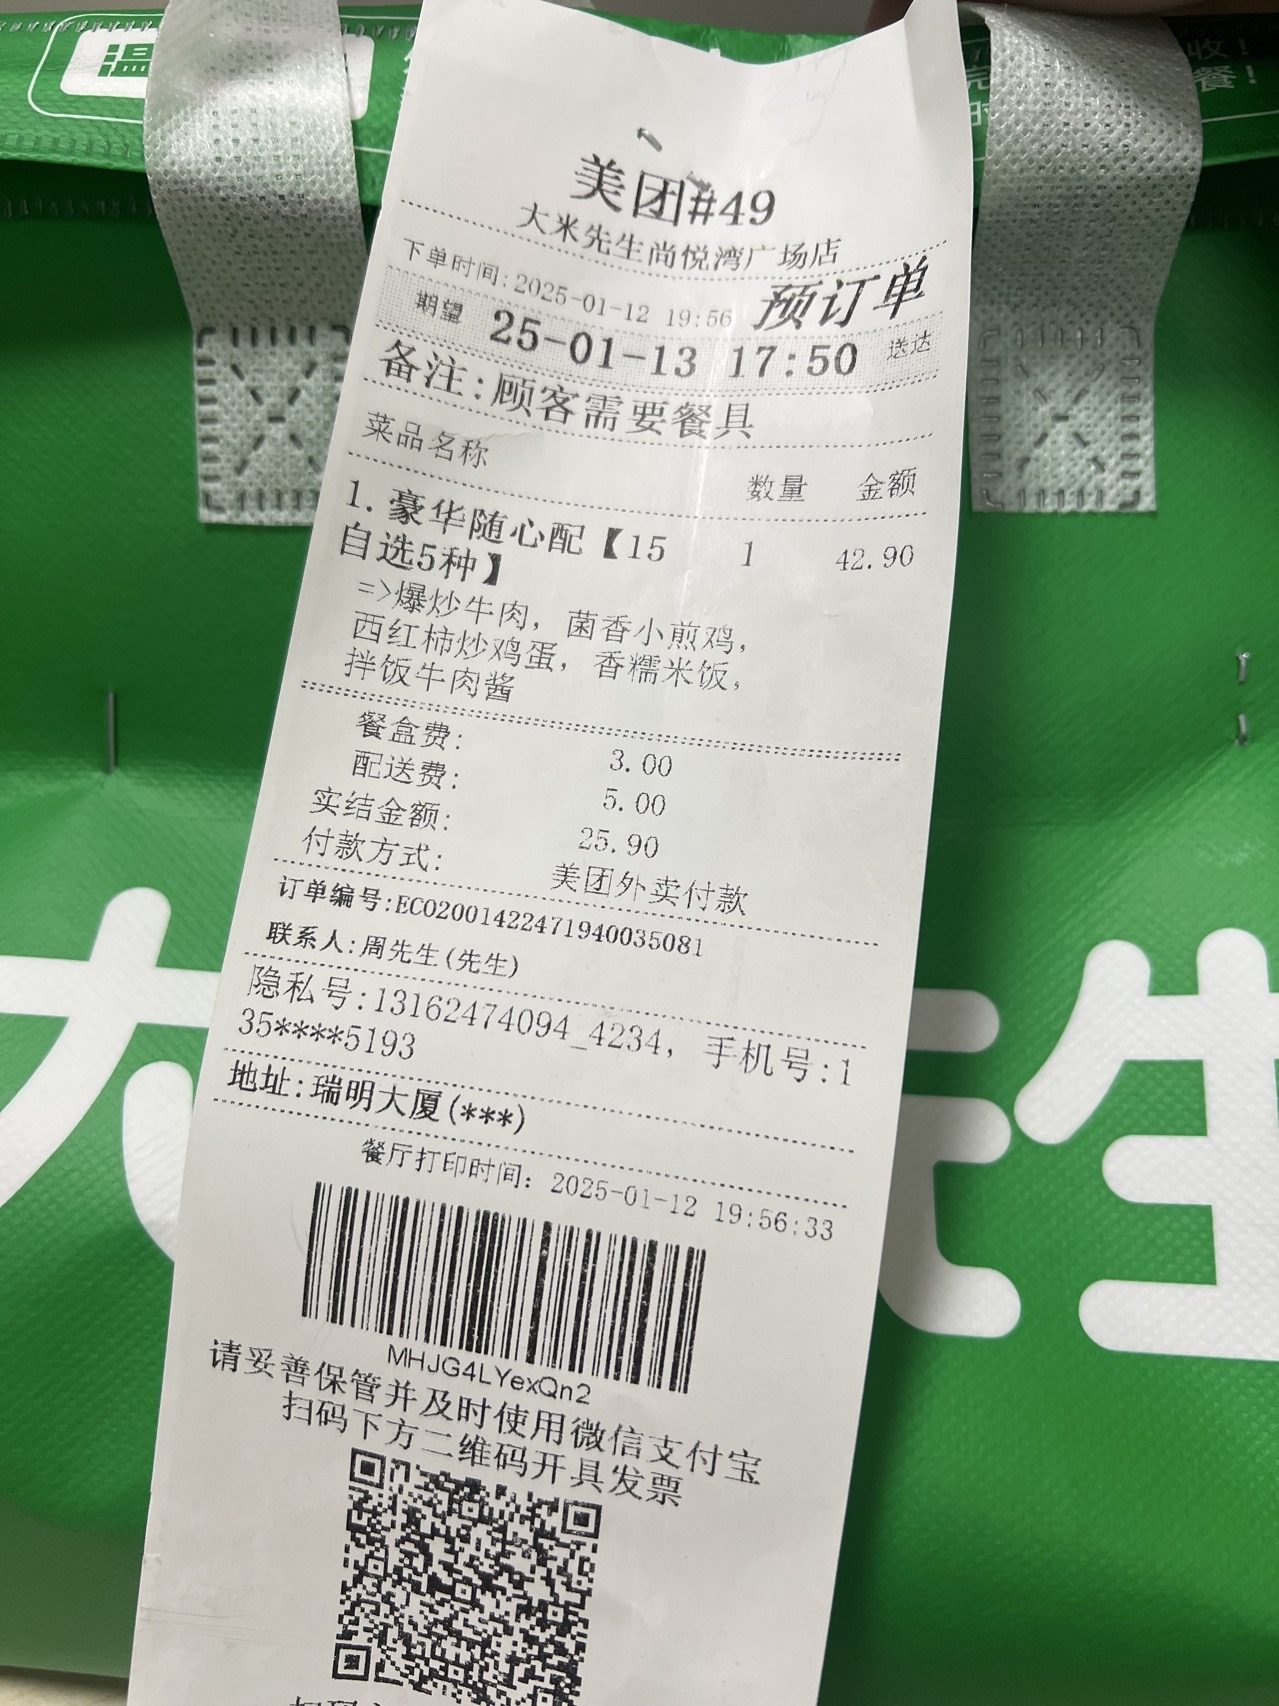 温
收！
餐！
时
美团#49
大米先生尚悦湾广场店
下单时间:2025-01-12 19:56 预订单
期望 25-01-13 17:50 送达
备注:顾客需要餐具
菜品名称 数量 金额
1. 豪华随心配【15 1 42.90
自选5种】
=>爆炒牛肉, 菌香小煎鸡,
西红柿炒鸡蛋, 香糯米饭,
拌饭牛肉酱
餐盒费: 3.00
配送费: 5.00
实结金额: 25.90
付款方式: 美团外卖付款
订单编号:EC02001422471940035081
联系人:周先生(先生)
隐私号:13162474094_4234, 手机号:1
35****5193
地址:瑞明大厦(***)
餐厅打印时间: 2025-01-12 19:56:33
MHJG4LYexQn2
请妥善保管并及时使用微信支付宝
扫码下方二维码开具发票
大
先生